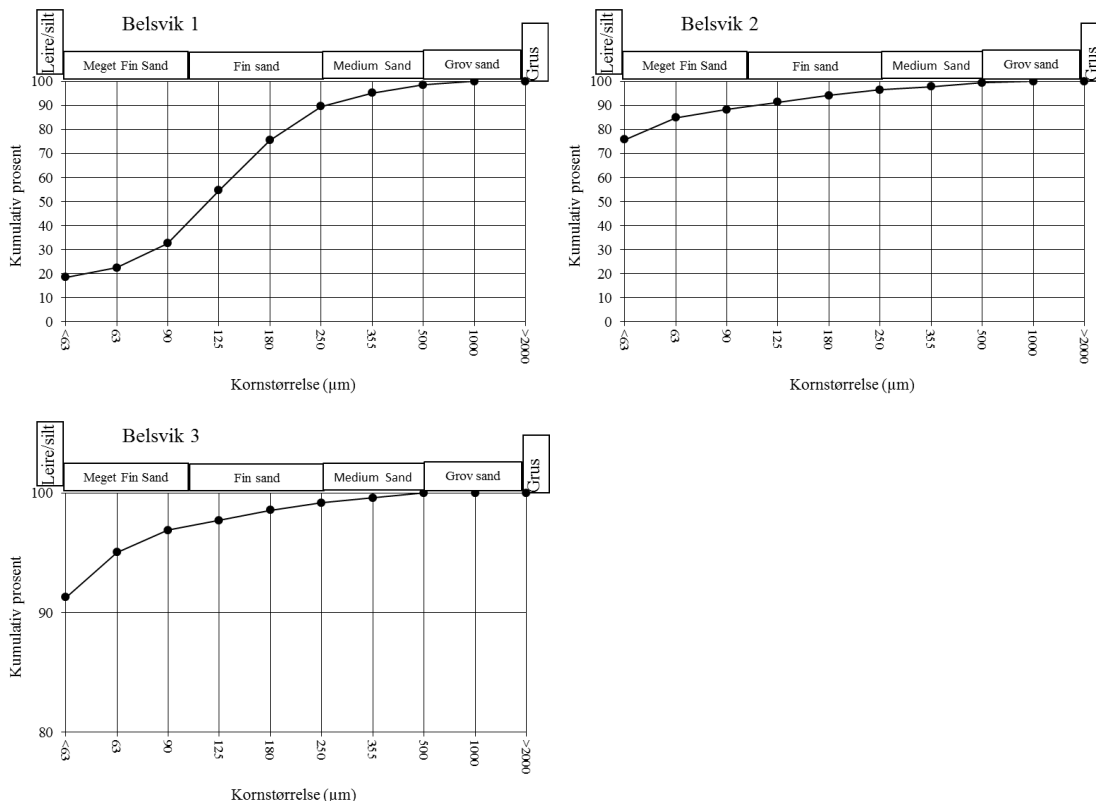 Belsvik 1
Leire/silt
Meget Fin Sand
Fin sand
Medium Sand
Grov sand
Grus
100
90
80
70
60
50
40
30
20
10
0
Kumulativ prosent
<63
63
90
125
180
250
355
500
1000
>2000
Kornstørrelse (µm)
Belsvik 2
Leire/silt
Meget Fin Sand
Fin sand
Medium Sand
Grov sand
Grus
100
90
80
70
60
50
40
30
20
10
0
Kumulativ prosent
<63
63
90
125
180
250
355
500
1000
>2000
Kornstørrelse (µm)
Belsvik 3
Leire/silt
Meget Fin Sand
Fin sand
Medium Sand
Grov sand
Grus
100
90
80
Kumulativ prosent
<63
63
90
125
180
250
355
500
1000
>2000
Kornstørrelse (µm)